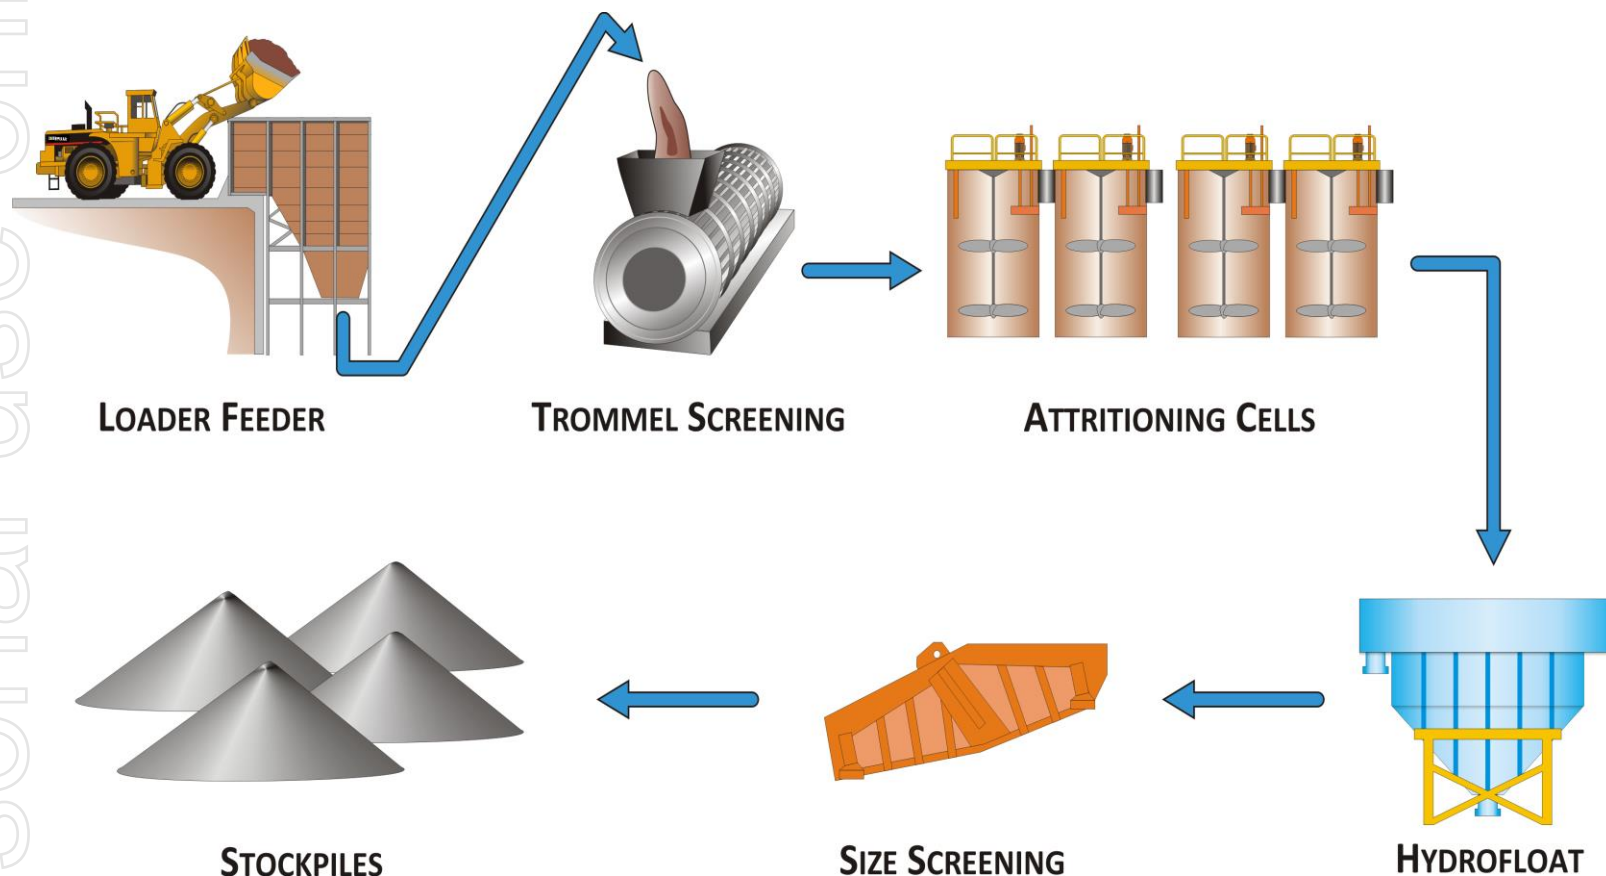 LOADER FEEDER
TROMMEL SCREENING
ATTRITIONING CELLS
STOCKPILES
SIZE SCREENING
HYDROFLOAT